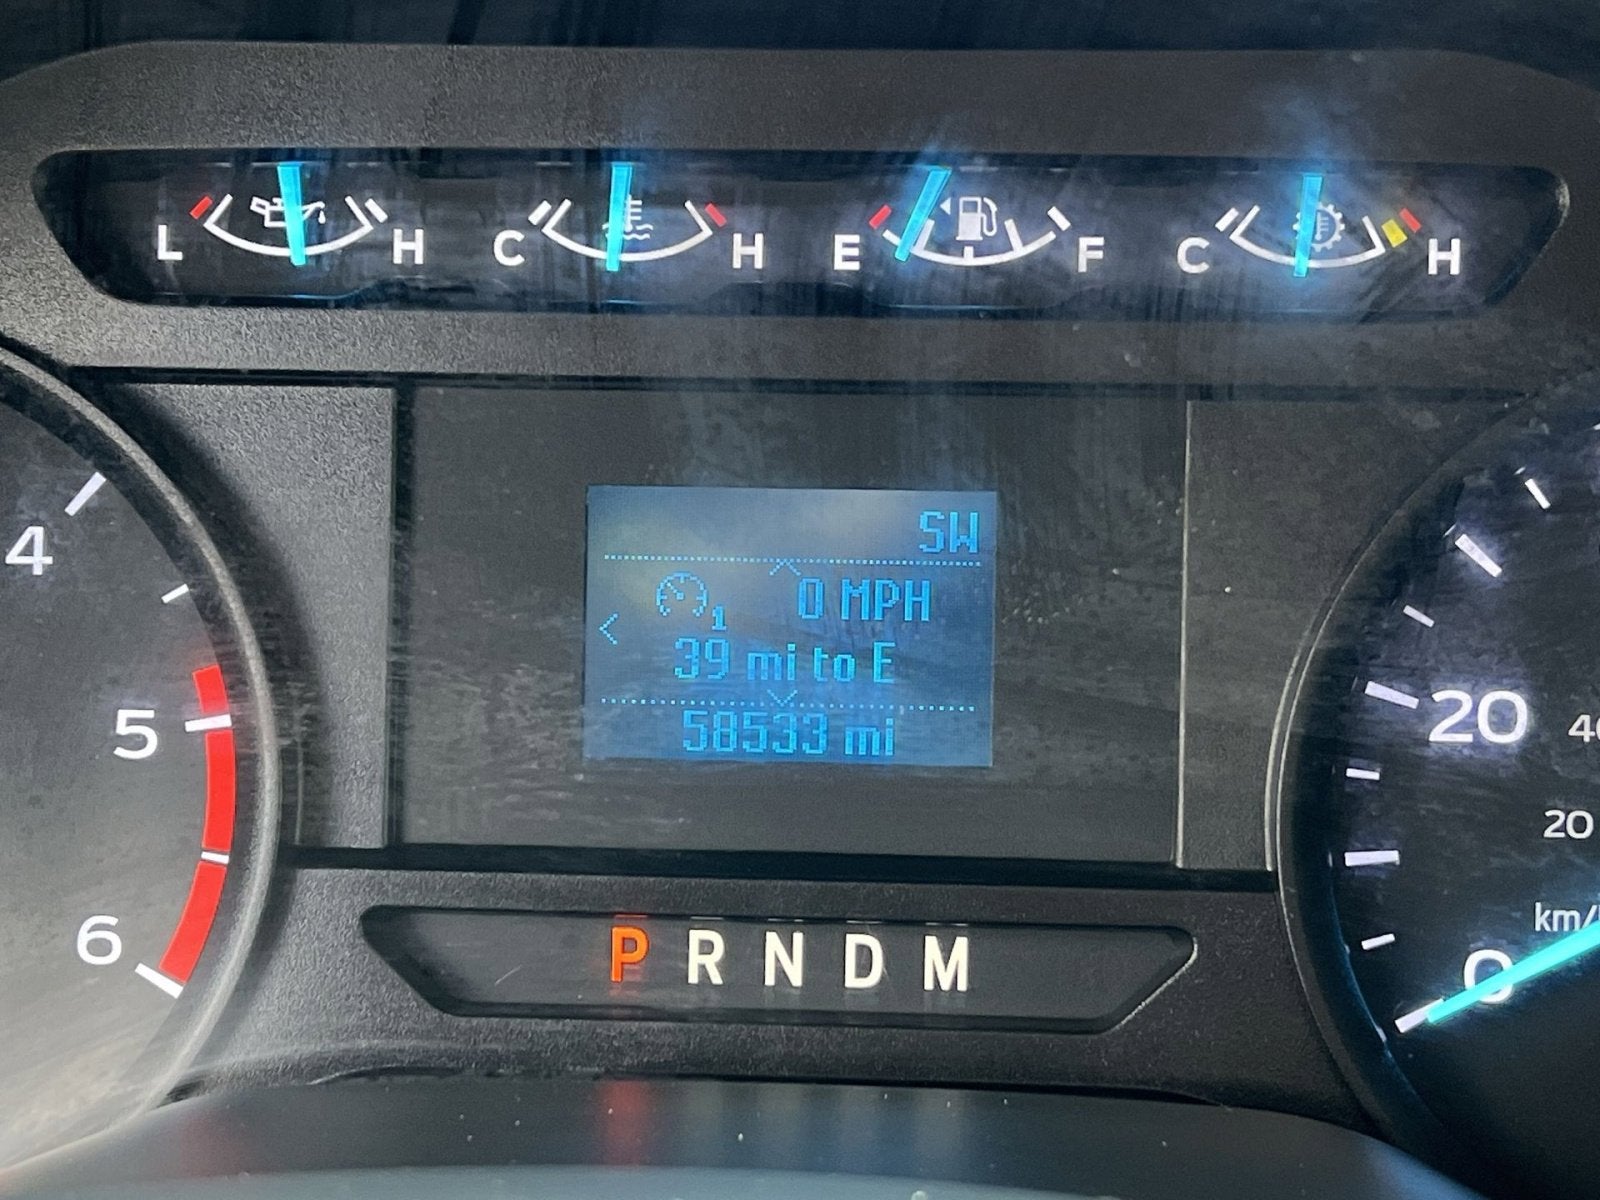 L H C H E F C H
SW
1 0 MPH
39 mi to E
58533 mi
4
5
6
20
20
km/
0
P R N D M